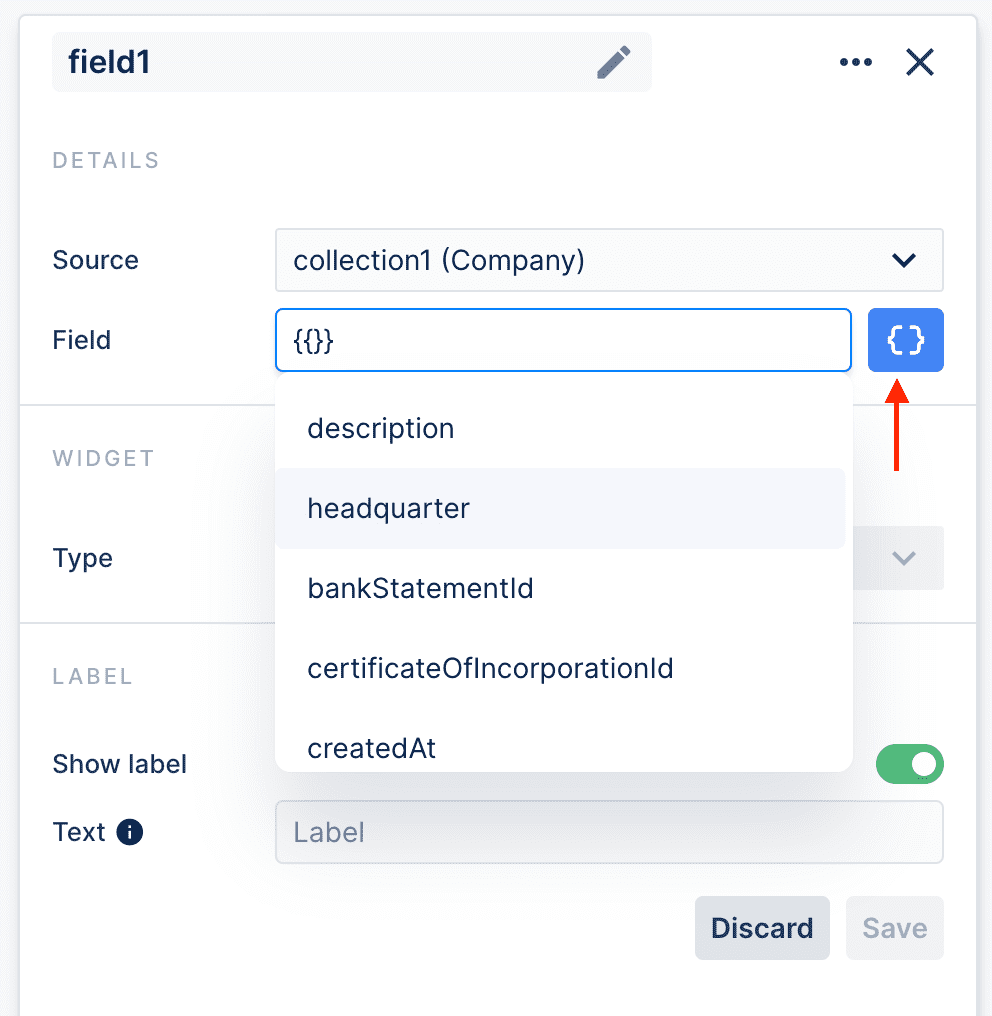 field1
DETAILS
Source
collection1 (Company)
Field
{{}}
{}
description
WIDGET
headquarter
Type
bankStatementId
certificateOfIncorporationId
LABEL
createdAt
Show label
Text
Label
Discard
Save